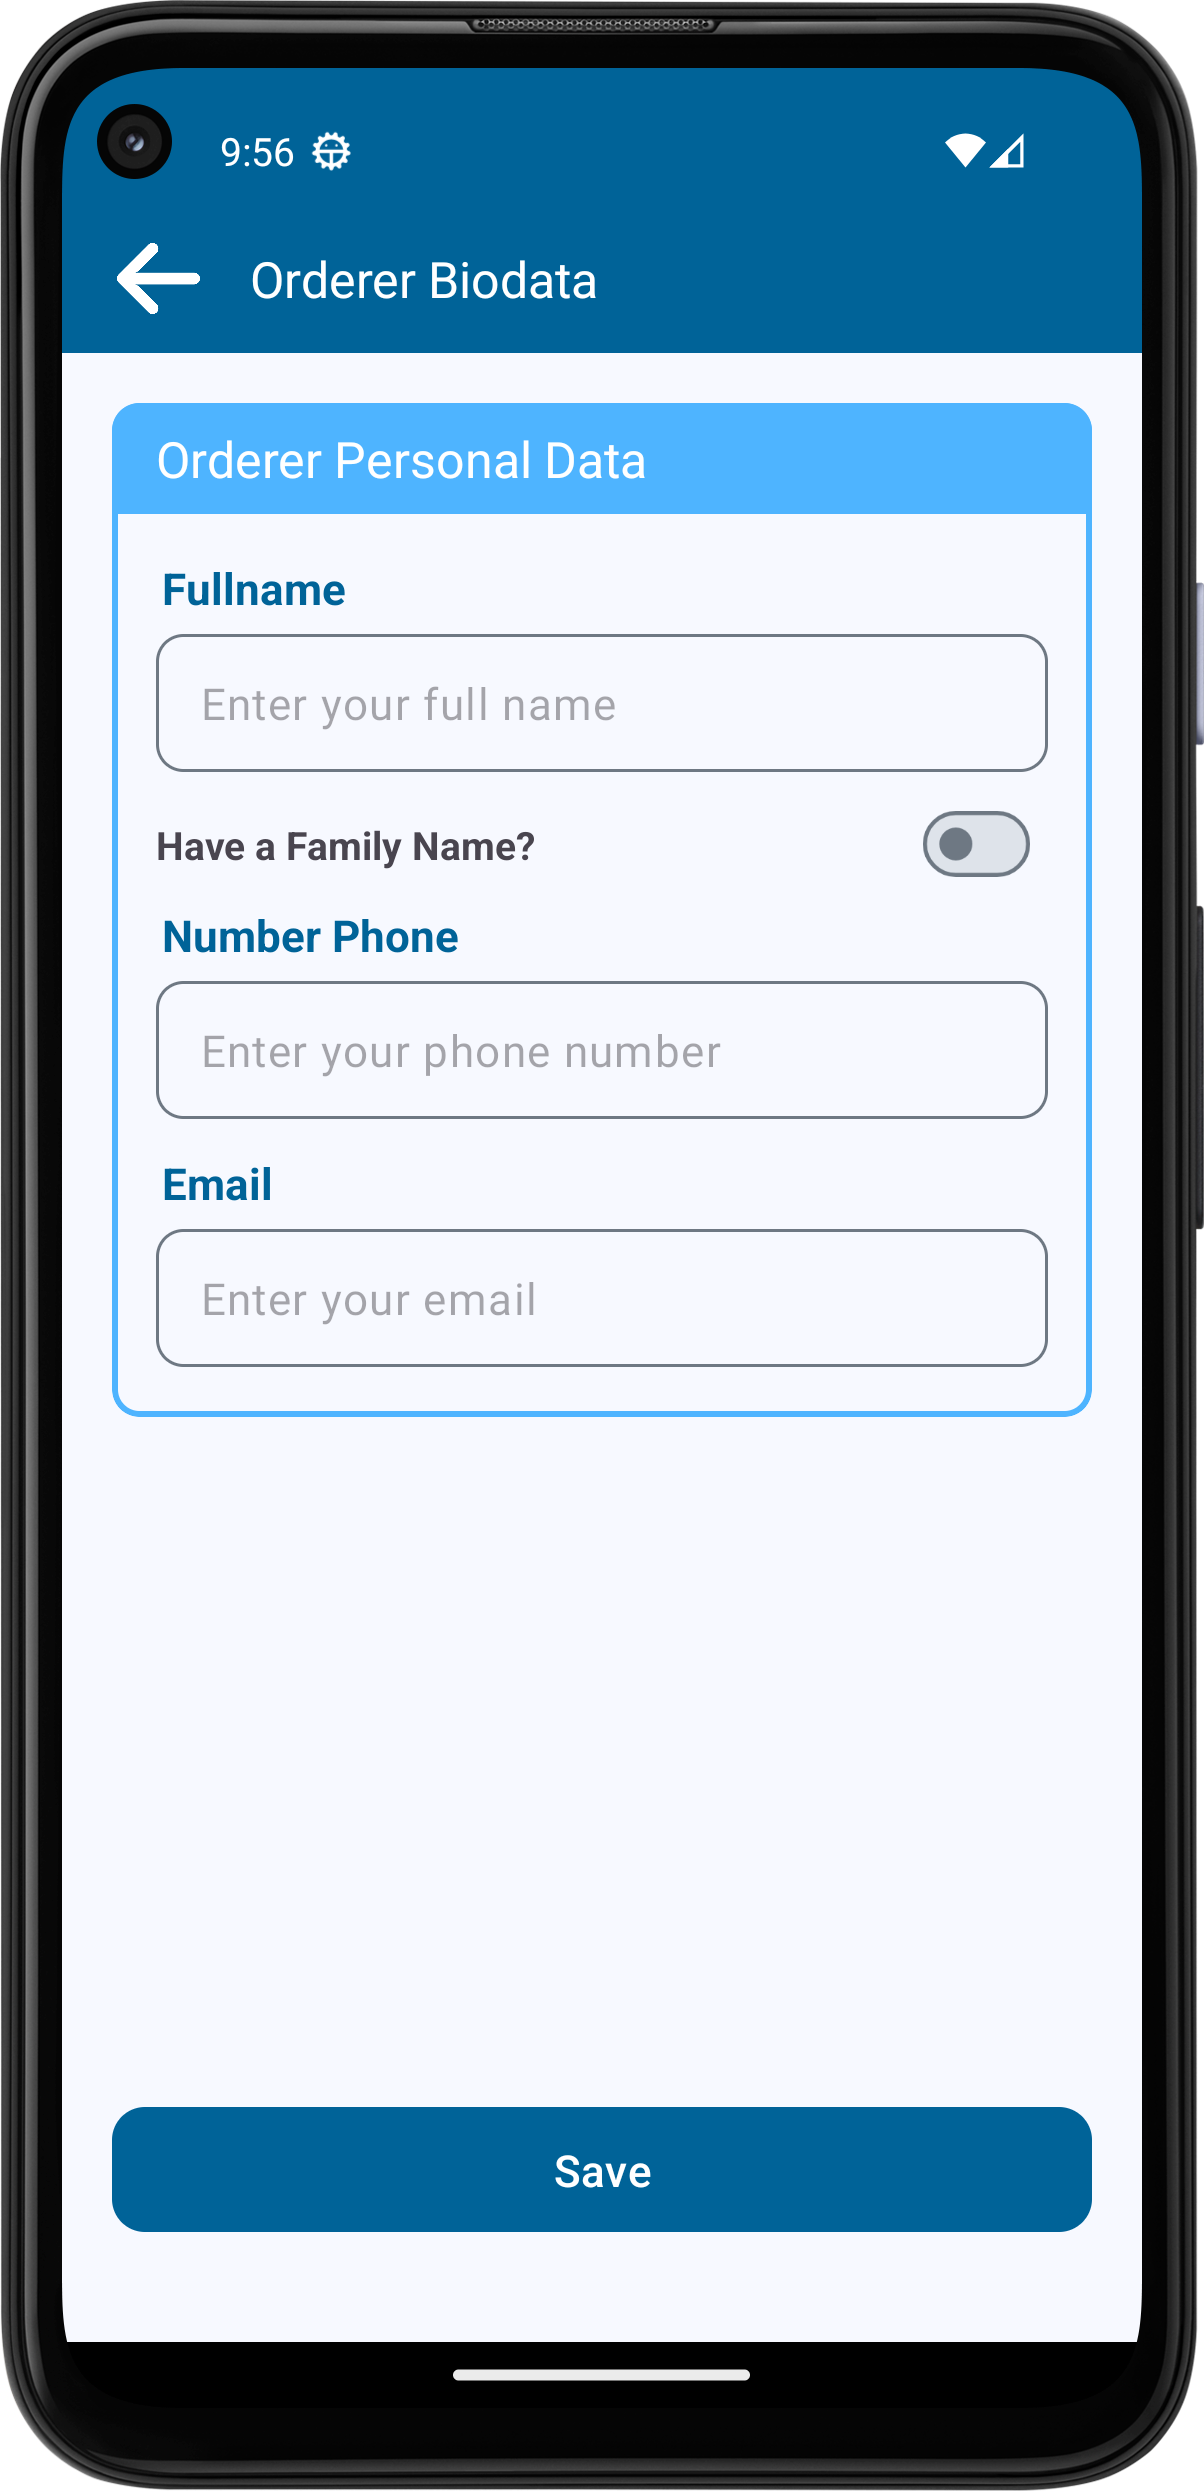 9:56
Orderer Biodata
Orderer Personal Data
Fullname
Enter your full name
Have a Family Name?
Number Phone
Enter your phone number
Email
Enter your email
Save